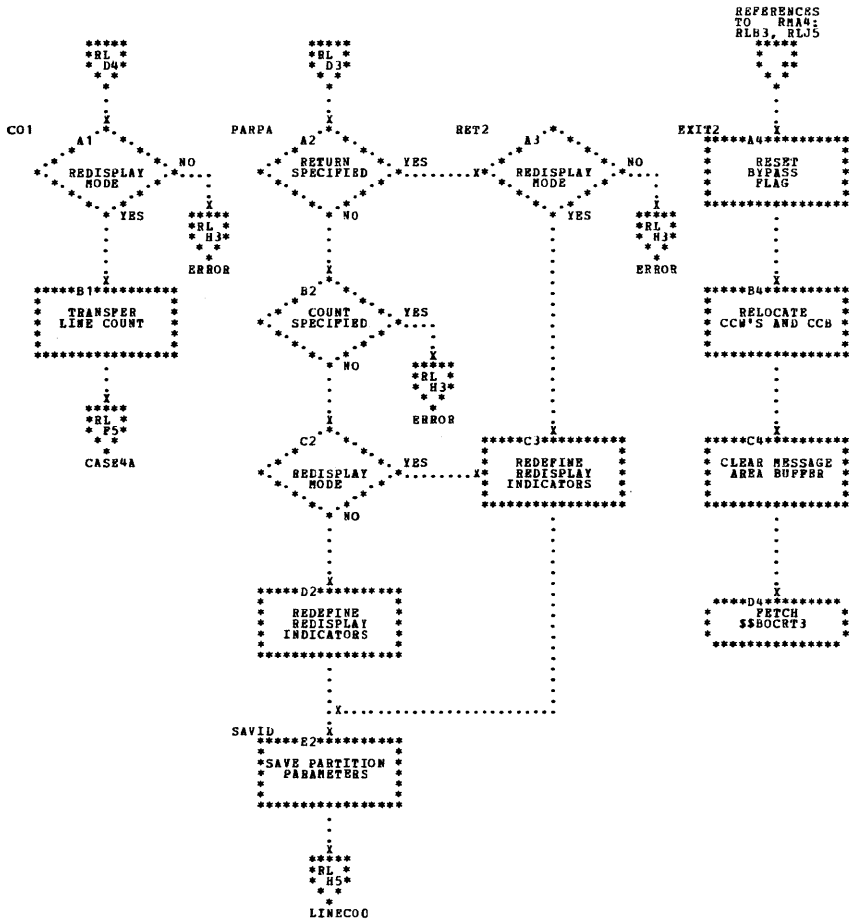 REFERENCES
TO RMA4:
RLB3, RLJ5
RL
D4
RL
D3
CO1
A1
REDISPLAY
MODE
NO
YES
RL
H3
ERROR
B1
TRANSFER
LINE COUNT
RL
F5
CASE4A
PARPA
A2
RETURN
SPECIFIED
YES
NO
B2
COUNT
SPECIFIED
YES
NO
RL
H3
ERROR
C2
REDISPLAY
MODE
YES
NO
D2
REDEFINE
REDISPLAY
INDICATORS
SAVID
E2
SAVE PARTITION
PARAMETERS
RL
H5
LINECOO
RET2
A3
REDISPLAY
MODE
NO
YES
RL
H3
ERROR
C3
REDEFINE
REDISPLAY
INDICATORS
EXIT2
A4
RESET
BYPASS
FLAG
B4
RELOCATE
CCW'S AND CCB
C4
CLEAR MESSAGE
AREA BUFFER
D4
FETCH
$$BOCRT3